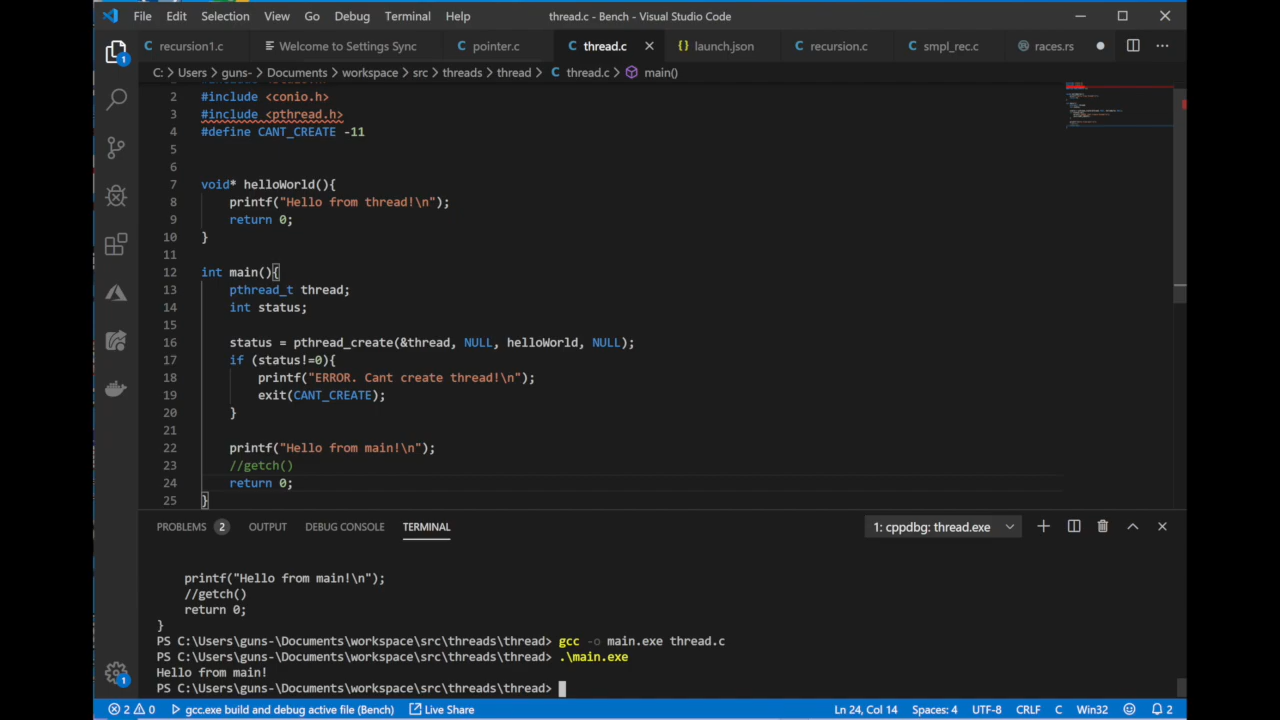 File Edit Selection View Go Debug Terminal Help thread.c - Bench - Visual Studio Code
recursion1.c Welcome to Settings Sync pointer.c thread.c launch.json recursion.c smpl_rec.c races.rs
C: > Users > guns- > Documents > workspace > src > threads > thread > C thread.c > main()
2 #include <conio.h>
3 #include <pthread.h>
4 #define CANT_CREATE -11
5
6
7 void* helloWorld(){
8 printf("Hello from thread!\n");
9 return 0;
10 }
11
12 int main(){
13 pthread_t thread;
14 int status;
15
16 status = pthread_create(&thread, NULL, helloWorld, NULL);
17 if (status!=0){
18 printf("ERROR. Cant create thread!\n");
19 exit(CANT_CREATE);
20 }
21
22 printf("Hello from main!\n");
23 //getch()
24 return 0;
25 }
PROBLEMS 2 OUTPUT DEBUG CONSOLE TERMINAL 1: cppdbg: thread.exe
printf("Hello from main!\n");
//getch()
return 0;
}
PS C:\Users\guns-\Documents\workspace\src\threads\thread> gcc -o main.exe thread.c
PS C:\Users\guns-\Documents\workspace\src\threads\thread> .\main.exe
Hello from main!
PS C:\Users\guns-\Documents\workspace\src\threads\thread>
2 0 gcc.exe build and debug active file (Bench) Live Share Ln 24, Col 14 Spaces: 4 UTF-8 CRLF C Win32 2